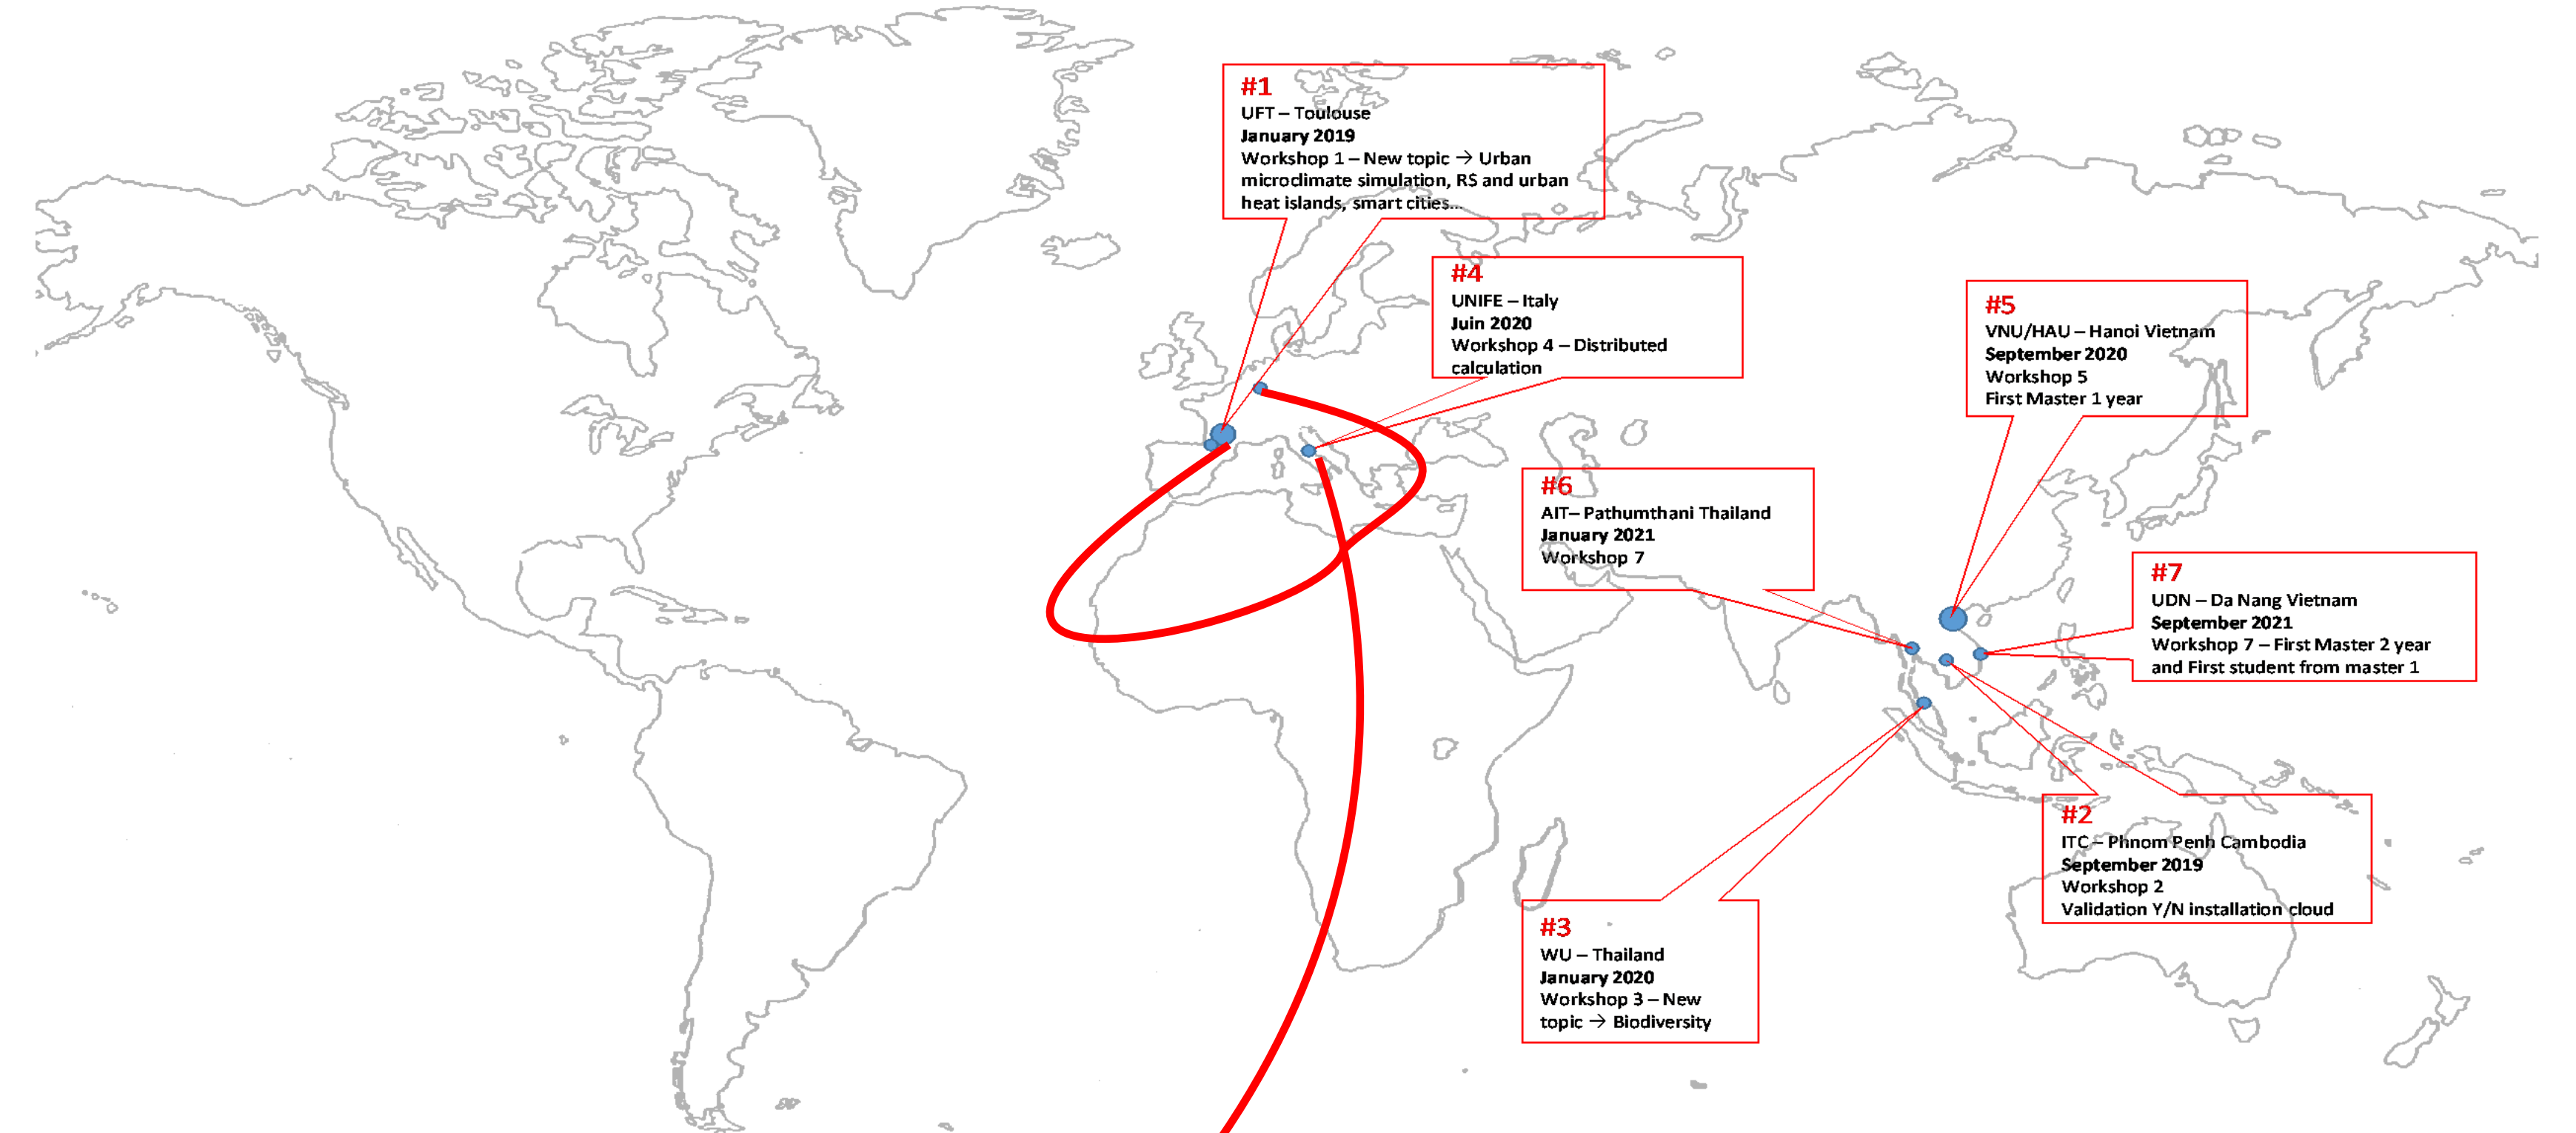 #1
UFT – Toulouse
January 2019
Workshop 1 – New topic → Urban
microclimate simulation, RS and urban
heat islands, smart cities...
#4
UNIFE – Italy
Juin 2020
Workshop 4 – Distributed
calculation
#5
VNU/HAU – Hanoi Vietnam
September 2020
Workshop 5
First Master 1 year
#6
AIT– Pathumthani Thailand
January 2021
Workshop 7
#7
UDN – Da Nang Vietnam
September 2021
Workshop 7 – First Master 2 year
and First student from master 1
#2
ITC – Phnom Penh Cambodia
September 2019
Workshop 2
Validation Y/N installation cloud
#3
WU – Thailand
January 2020
Workshop 3 – New
topic → Biodiversity